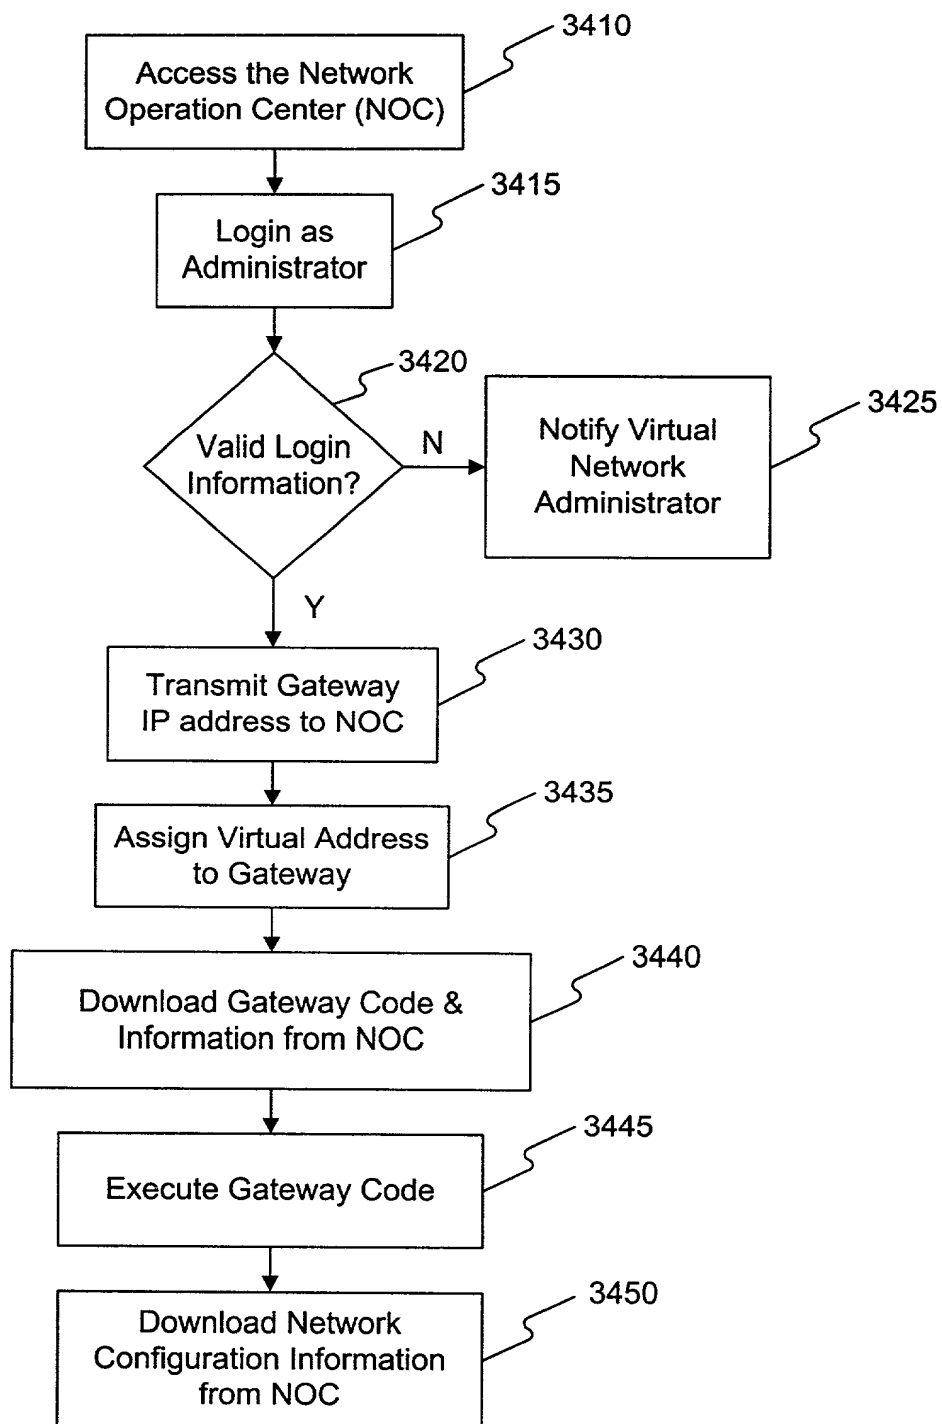 3410
Access the Network
Operation Center (NOC)
3415
Login as
Administrator
3420
Valid Login
Information?
N
3425
Notify Virtual
Network
Administrator
Y
3430
Transmit Gateway
IP address to NOC
3435
Assign Virtual Address
to Gateway
3440
Download Gateway Code &
Information from NOC
3445
Execute Gateway Code
3450
Download Network
Configuration Information
from NOC